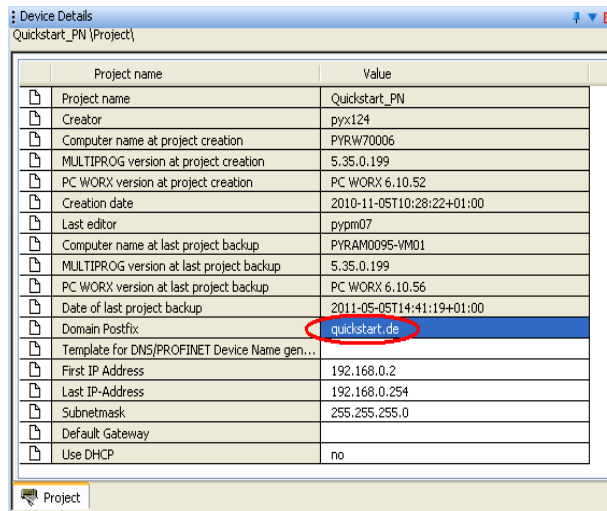 Device Details
Quickstart_PN \Project\
Project name Value
Project name Quickstart_PN
Creator pyx124
Computer name at project creation PYRW70006
MULTIPROG version at project creation 5.35.0.199
PC WORX version at project creation PC WORX 6.10.52
Creation date 2010-11-05T10:28:22+01:00
Last editor pypm07
Computer name at last project backup PYRAM0095-VM01
MULTIPROG version at last project backup 5.35.0.199
PC WORX version at last project backup PC WORX 6.10.56
Date of last project backup 2011-05-05T14:41:19+01:00
Domain Postfix quickstart.de
Template for DNS/PROFINET Device Name gen...
First IP Address 192.168.0.2
Last IP-Address 192.168.0.254
Subnetmask 255.255.255.0
Default Gateway
Use DHCP no
Project